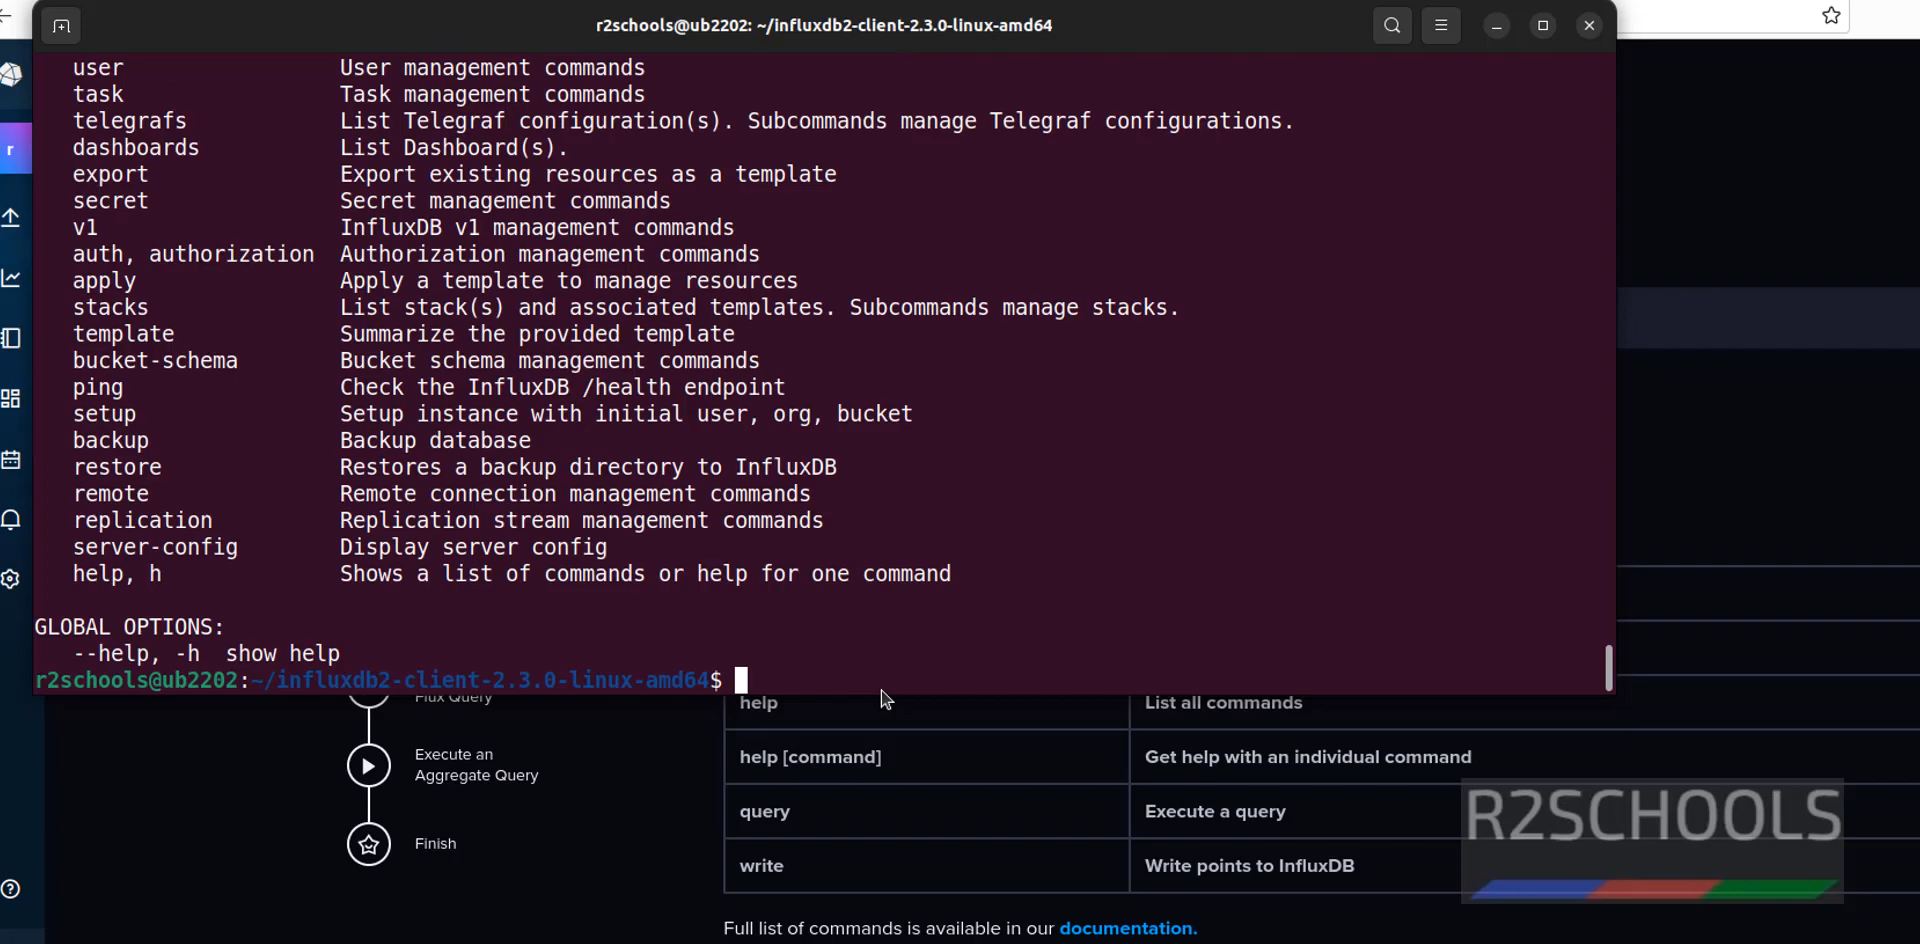 r2schools@ub2202: ~/influxdb2-client-2.3.0-linux-amd64
user User management commands
task Task management commands
telegrafs List Telegraf configuration(s). Subcommands manage Telegraf configurations.
dashboards List Dashboard(s).
export Export existing resources as a template
secret Secret management commands
v1 InfluxDB v1 management commands
auth, authorization Authorization management commands
apply Apply a template to manage resources
stacks List stack(s) and associated templates. Subcommands manage stacks.
template Summarize the provided template
bucket-schema Bucket schema management commands
ping Check the InfluxDB /health endpoint
setup Setup instance with initial user, org, bucket
backup Backup database
restore Restores a backup directory to InfluxDB
remote Remote connection management commands
replication Replication stream management commands
server-config Display server config
help, h Shows a list of commands or help for one command
GLOBAL OPTIONS:
--help, -h show help
r2schools@ub2202:~/influxdb2-client-2.3.0-linux-amd64$
r
Flux Query
Execute an
Aggregate Query
Finish
help List all commands
help [command] Get help with an individual command
query Execute a query
write Write points to InfluxDB
Full list of commands is available in our documentation.
R2SCHOOLS